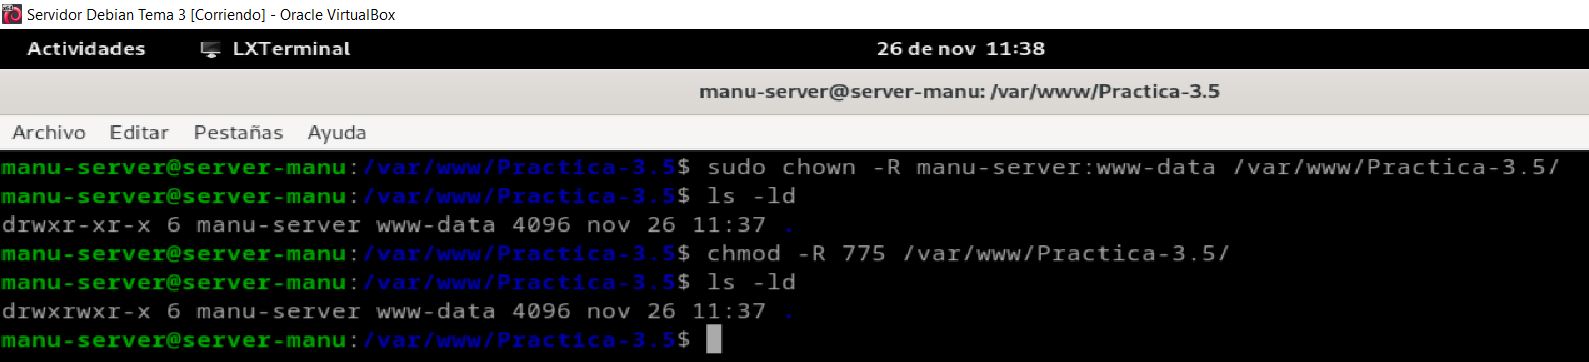 Servidor Debian Tema 3 [Corriendo] - Oracle VirtualBox
Actividades LXTerminal 26 de nov 11:38
manu-server@server-manu: /var/www/Practica-3.5
Archivo Editar Pestañas Ayuda
manu-server@server-manu:/var/www/Practica-3.5$ sudo chown -R manu-server:www-data /var/www/Practica-3.5/
manu-server@server-manu:/var/www/Practica-3.5$ ls -ld
drwxr-xr-x 6 manu-server www-data 4096 nov 26 11:37 .
manu-server@server-manu:/var/www/Practica-3.5$ chmod -R 775 /var/www/Practica-3.5/
manu-server@server-manu:/var/www/Practica-3.5$ ls -ld
drwxrwxr-x 6 manu-server www-data 4096 nov 26 11:37 .
manu-server@server-manu:/var/www/Practica-3.5$